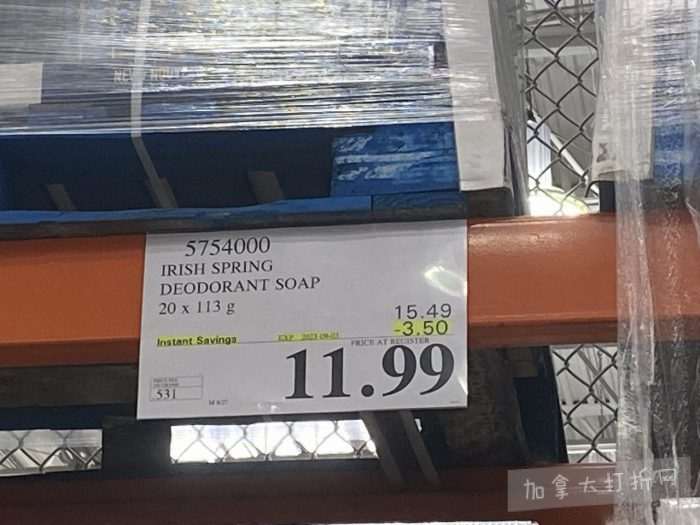 5754000
IRISH SPRING
DEODORANT SOAP
20 x 113 g
15.49
Instant Savings
-3.50
EXP
PRICE AT REGISTER
11.99
531
加拿大打折网